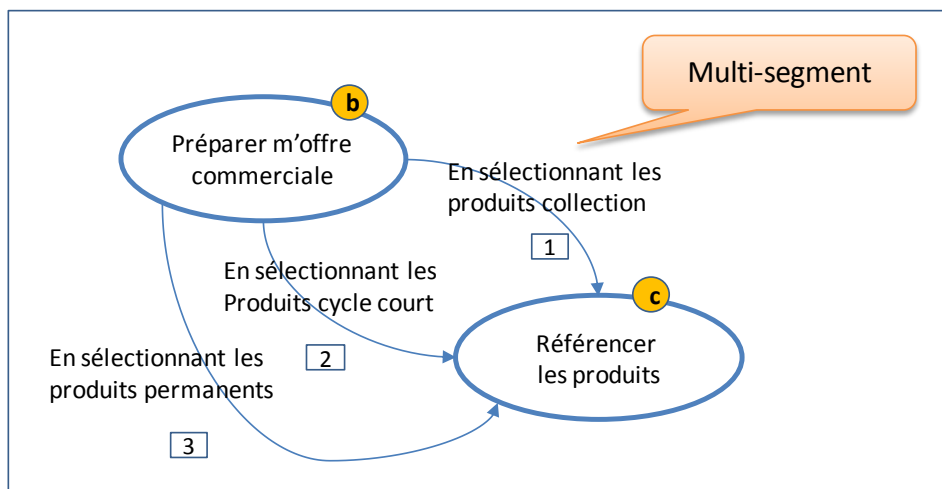 Multi-segment
b
Préparer m’offre
commerciale
En sélectionnant les
produits collection
1
En sélectionnant les
Produits cycle court
2
c
Référencer
les produits
En sélectionnant les
produits permanents
3